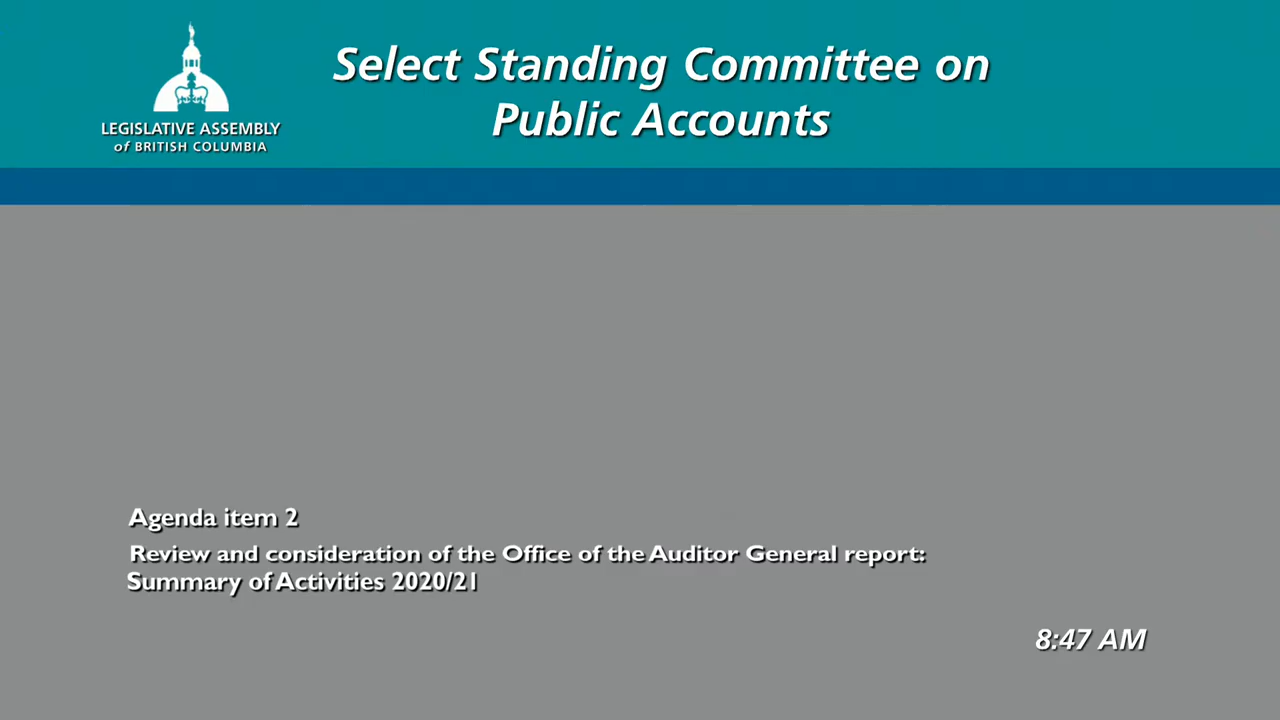 LEGISLATIVE ASSEMBLY
of BRITISH COLUMBIA
Select Standing Committee on
Public Accounts
Agenda item 2
Review and consideration of the Office of the Auditor General report:
Summary of Activities 2020/21
8:47 AM